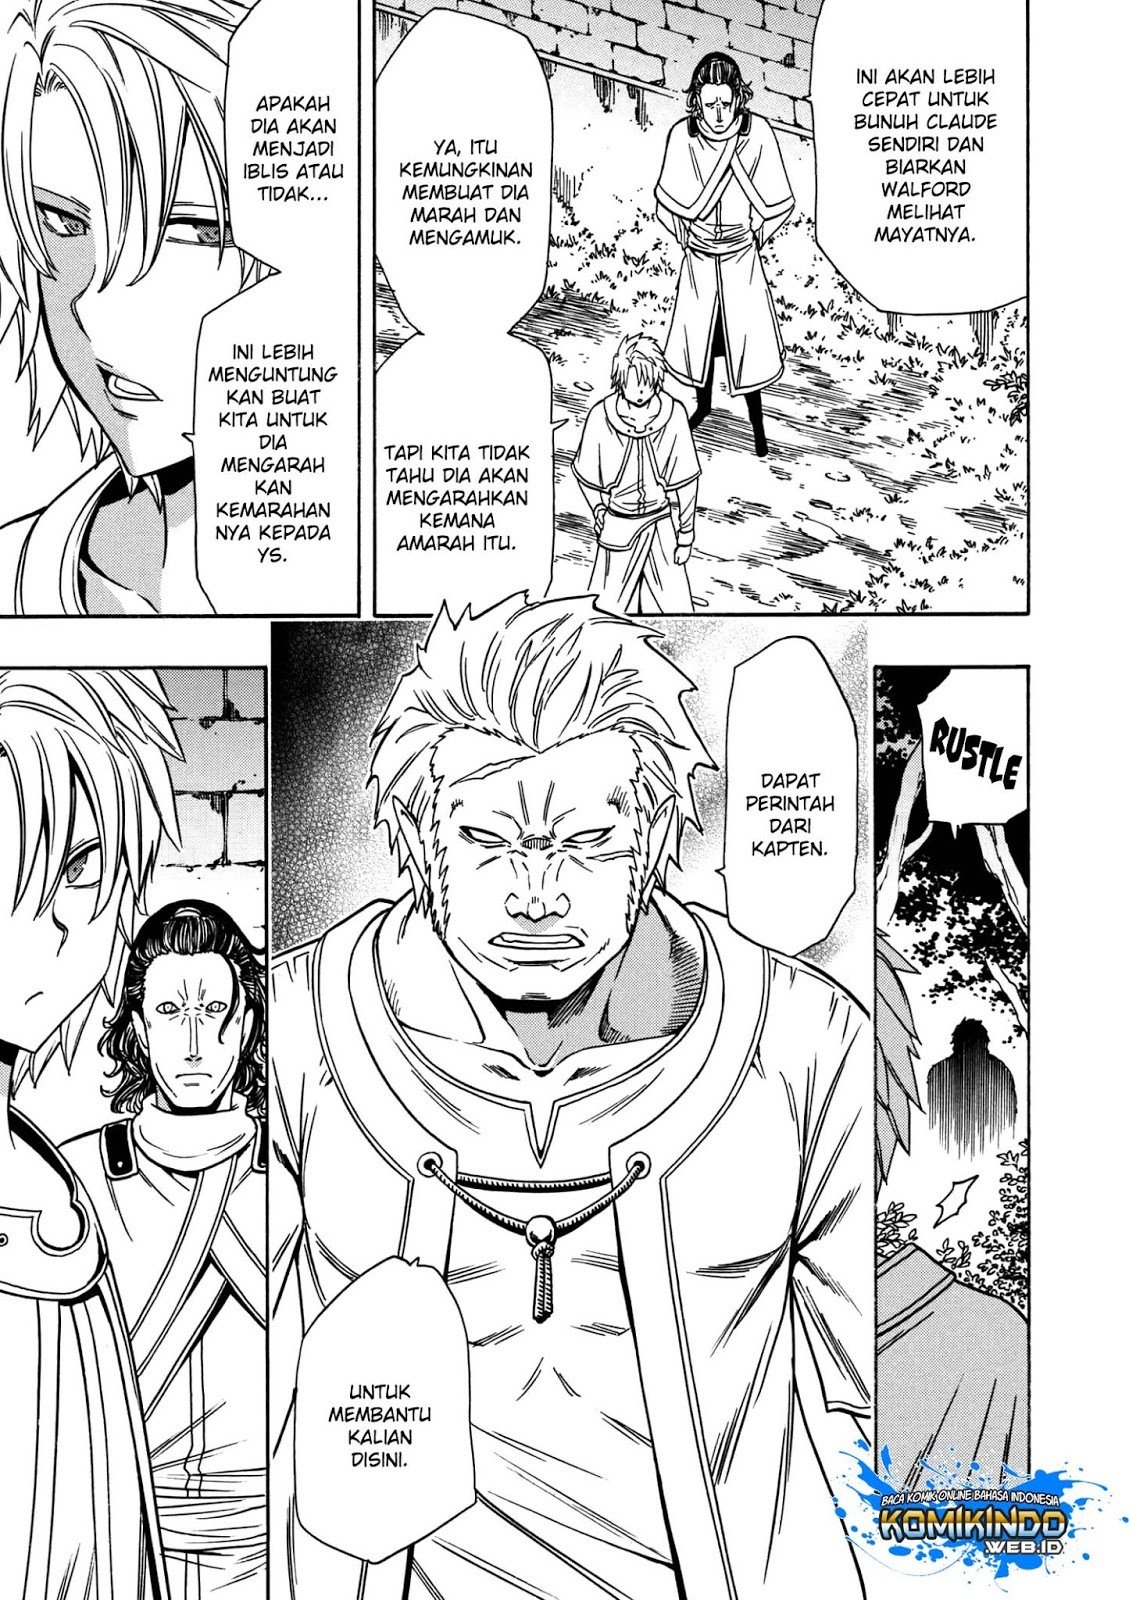 INI AKAN LEBIH
CEPAT UNTUK
BUNUH CLAUDE
SENDIRI DAN
BIARKAN
WALFORD
MELIHAT
MAYATNYA.
YA, ITU
KEMUNGKINAN
MEMBUAT DIA
MARAH DAN
MENGAMUK.
TAPI KITA TIDAK
TAHU DIA AKAN
MENGARAHKAN
KEMANA
AMARAH ITU.
APAKAH
DIA AKAN
MENJADI
IBLIS ATAU
TIDAK...
INI LEBIH
MENGUNTUNG
KAN BUAT
KITA UNTUK
DIA
MENGARAH
KAN
KEMARAHAN
NYA KEPADA
YS.
RUSTLE
DAPAT
PERINTAH
DARI
KAPTEN.
UNTUK
MEMBANTU
KALIAN
DISINI.
BACA KOMIK ONLINE BAHASA INDONESIA
KOMIKINDO
.WEB.ID